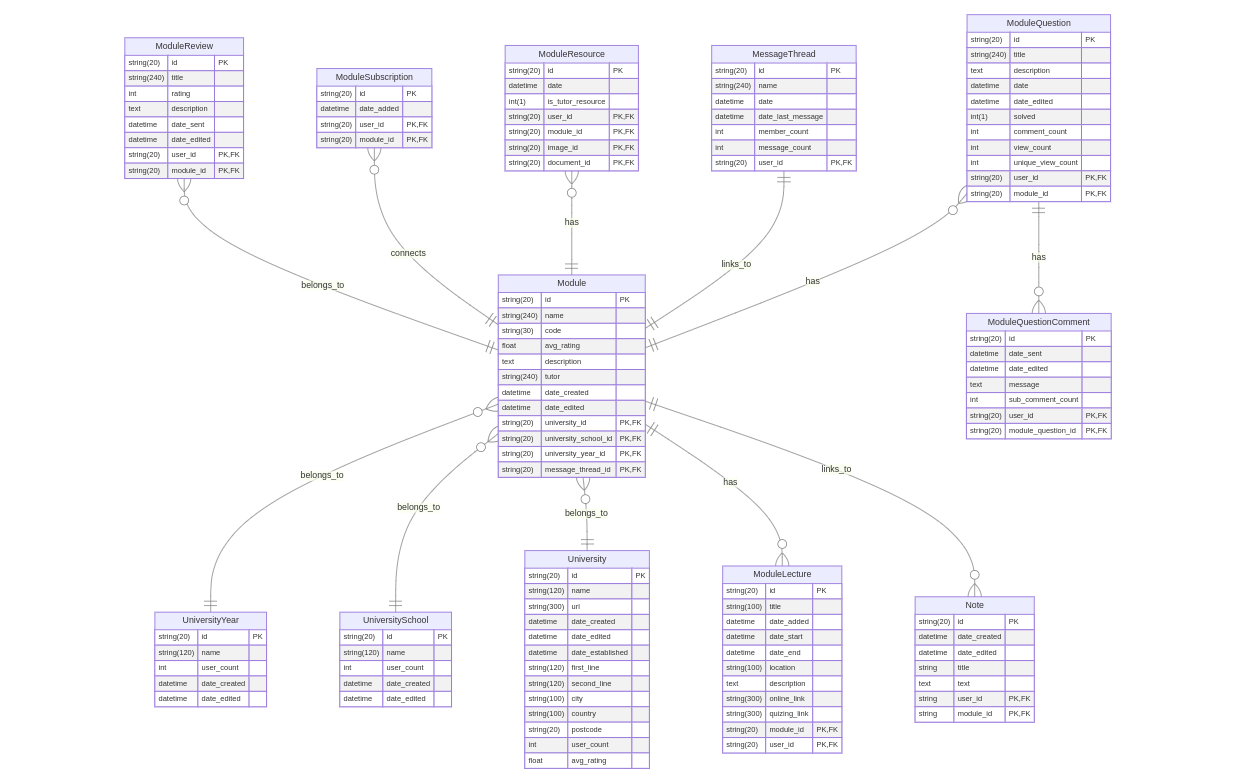 ModuleReview
string(20) id PK
string(240) title
int rating
text description
datetime date_sent
datetime date_edited
string(20) user_id PK,FK
string(20) module_id PK,FK
ModuleSubscription
string(20) id PK
datetime date_added
string(20) user_id PK,FK
string(20) module_id PK,FK
ModuleResource
string(20) id PK
datetime date
int(1) is_tutor_resource
string(20) user_id PK,FK
string(20) module_id PK,FK
string(20) image_id PK,FK
string(20) document_id PK,FK
MessageThread
string(20) id PK
string(240) name
datetime date
datetime date_last_message
int member_count
int message_count
string(20) user_id PK,FK
ModuleQuestion
string(20) id PK
string(240) title
text description
datetime date
datetime date_edited
int(1) solved
int comment_count
int view_count
int unique_view_count
string(20) user_id PK,FK
string(20) module_id PK,FK
belongs_to
connects
has
links_to
has
has
Module
string(20) id PK
string(240) name
string(30) code
float avg_rating
text description
string(240) tutor
datetime date_created
datetime date_edited
string(20) university_id PK,FK
string(20) university_school_id PK,FK
string(20) university_year_id PK,FK
string(20) message_thread_id PK,FK
ModuleQuestionComment
string(20) id PK
datetime date_sent
datetime date_edited
text message
int sub_comment_count
string(20) user_id PK,FK
string(20) module_question_id PK,FK
belongs_to
belongs_to
belongs_to
has
links_to
UniversityYear
string(20) id PK
string(120) name
int user_count
datetime date_created
datetime date_edited
UniversitySchool
string(20) id PK
string(120) name
int user_count
datetime date_created
datetime date_edited
University
string(20) id PK
string(120) name
string(300) url
datetime date_created
datetime date_edited
datetime date_established
string(120) first_line
string(120) second_line
string(100) city
string(100) country
string(20) postcode
int user_count
float avg_rating
ModuleLecture
string(20) id PK
string(100) title
datetime date_added
datetime date_start
datetime date_end
string(100) location
text description
string(300) online_link
string(300) quizing_link
string(20) module_id PK,FK
string(20) user_id PK,FK
Note
string(20) id PK
datetime date_created
datetime date_edited
string title
text text
string user_id PK,FK
string module_id PK,FK